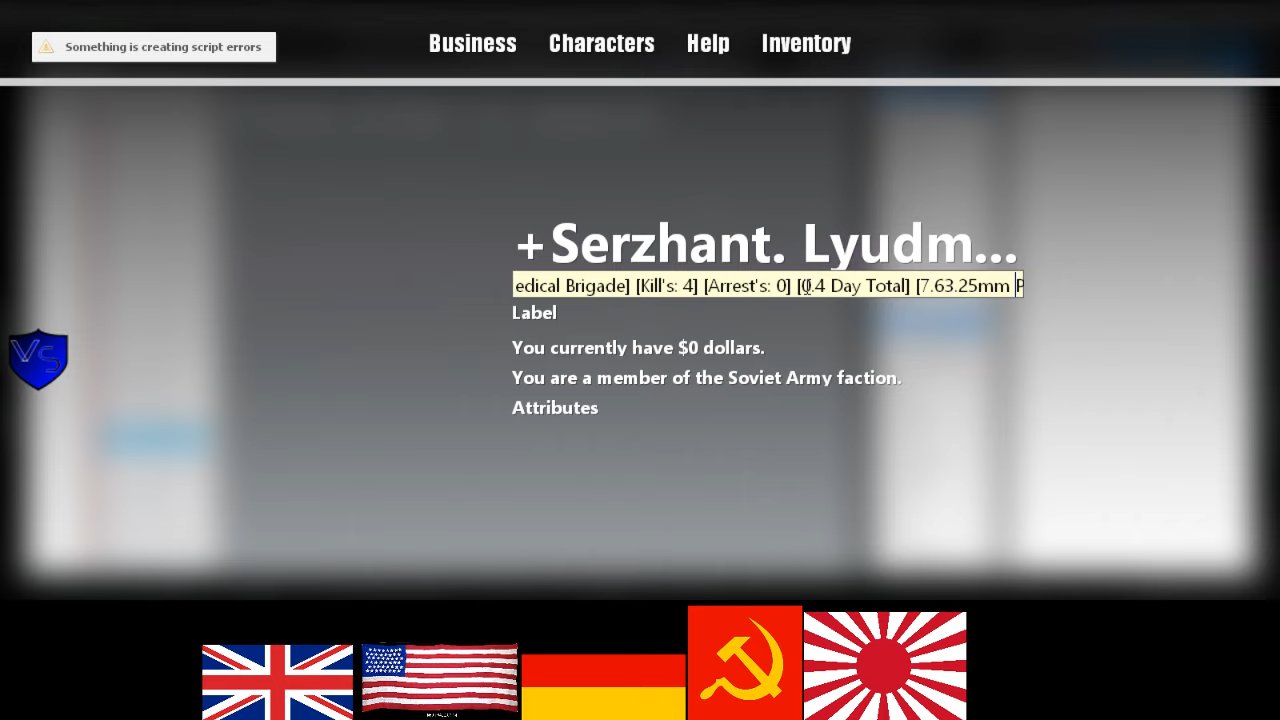 Something is creating script errors
Business Characters Help Inventory
+Serzhant. Lyudm...
edical Brigade] [Kill's: 4] [Arrest's: 0] [0.4 Day Total] [7.63.25mm P
Label
You currently have $0 dollars.
You are a member of the Soviet Army faction.
Attributes
VS